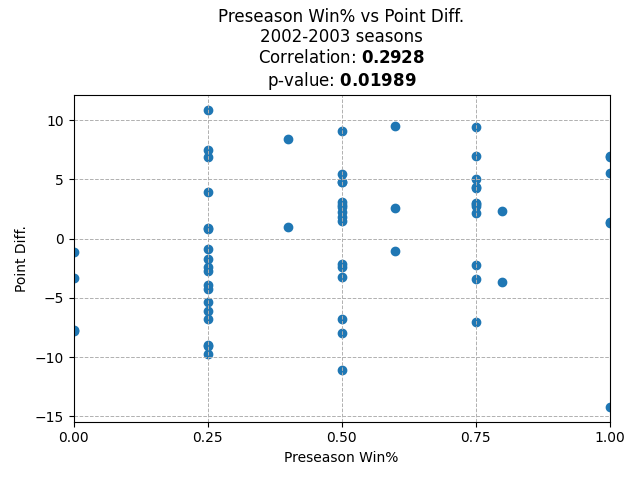 Preseason Win% vs Point Diff.
2002-2003 seasons
Correlation: 0.2928
p-value: 0.01989
10
5
0
−5
−10
−15
Point Diff.
0.00 0.25 0.50 0.75 1.00
Preseason Win%